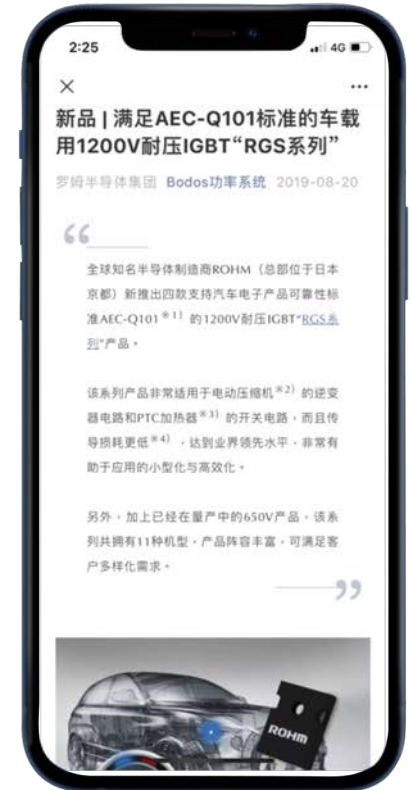 2:25
4G
新品 | 满足AEC-Q101标准的车载
用1200V耐压IGBT“RGS系列”
罗姆半导体集团 Bodos功率系统 2019-08-20
“
全球知名半导体制造商ROHM（总部位于日本
京都）新推出四款支持汽车电子产品可靠性标
准AEC-Q101※1）的1200V耐压IGBT“RGS系
列”产品。
该系列产品非常适用于电动压缩机※2）的逆变
器电路和PTC加热器※3）的开关电路，而且传
导损耗更低※4），达到业界领先水平，非常有
助于应用的小型化与高效化。
另外，加上已经在量产中的650V产品，该系
列共拥有11种机型，产品阵容丰富，可满足客
户多样化需求。
”
ROHM